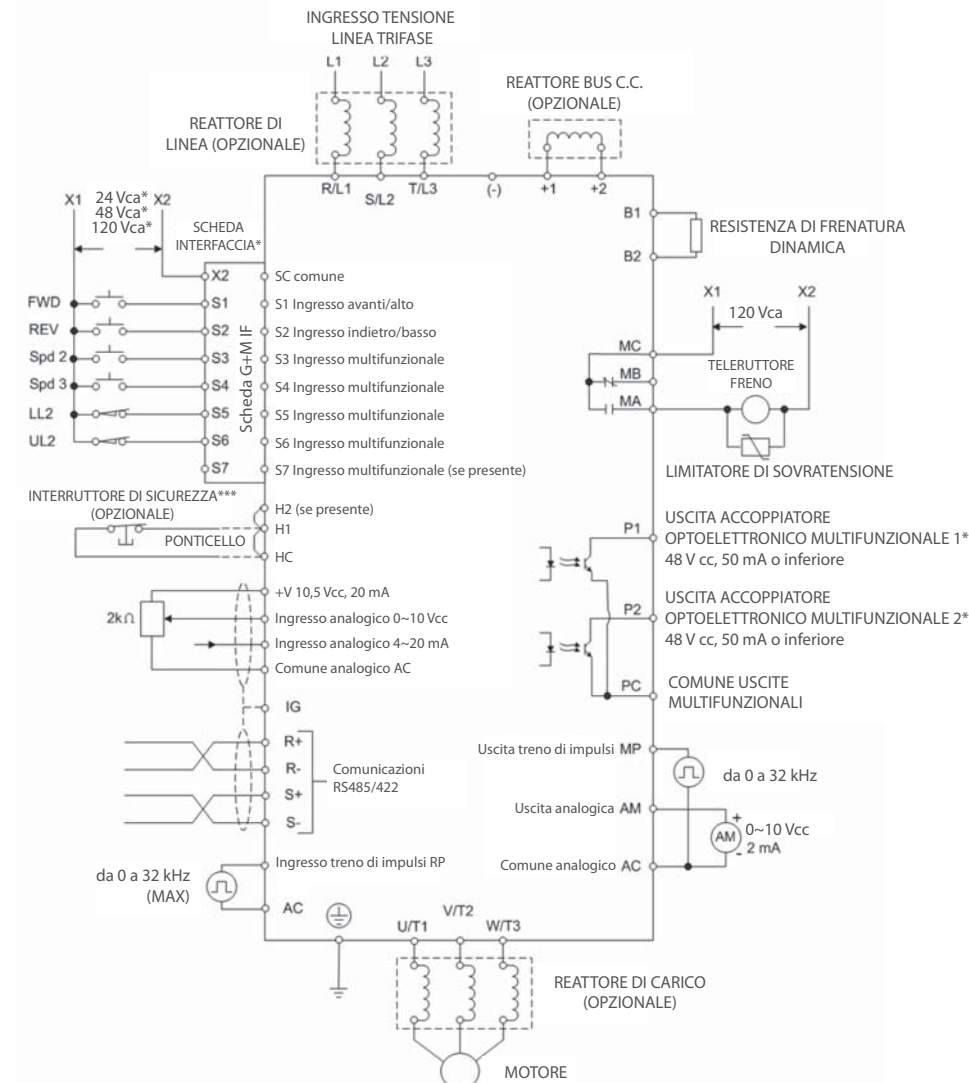 INGRESSO TENSIONE
LINEA TRIFASE
L1 L2 L3
REATTORE BUS C.C.
(OPZIONALE)
REATTORE DI
LINEA (OPZIONALE)
R/L1 S/L2 T/L3 (-) +1 +2
X1 24 Vca* X2
48 Vca*
120 Vca*
SCHEDA
INTERFACCIA*
B1
B2
RESISTENZA DI FRENATURA
DINAMICA
X2 SC comune
FWD S1 S1 Ingresso avanti/alto
REV S2 S2 Ingresso indietro/basso
Spd 2 S3 S3 Ingresso multifunzionale
Spd 3 S4 S4 Ingresso multifunzionale
LL2 S5 S5 Ingresso multifunzionale
UL2 S6 S6 Ingresso multifunzionale
S7 S7 Ingresso multifunzionale (se presente)
Scheda G+M IF
X1 X2
120 Vca
MC
MB
MA
TELERUTTORE
FRENO
LIMITATORE DI SOVRATENSIONE
INTERRUTTORE DI SICUREZZA***
(OPZIONALE)
PONTICELLO
H2 (se presente)
H1
HC
P1
USCITA ACCOPPIATORE
OPTOELETTRONICO MULTIFUNZIONALE 1*
48 V cc, 50 mA o inferiore
2kΩ
+V 10,5 Vcc, 20 mA
Ingresso analogico 0~10 Vcc
Ingresso analogico 4~20 mA
Comune analogico AC
P2
USCITA ACCOPPIATORE
OPTOELETTRONICO MULTIFUNZIONALE 2*
48 V cc, 50 mA o inferiore
PC
COMUNE USCITE
MULTIFUNZIONALI
IG
R+
R-
S+
S-
Comunicazioni
RS485/422
Uscita treno di impulsi MP
da 0 a 32 kHz
Uscita analogica AM
+
AM
-
0~10 Vcc
2 mA
Comune analogico AC
Ingresso treno di impulsi RP
da 0 a 32 kHz
(MAX)
AC
U/T1 V/T2 W/T3
REATTORE DI CARICO
(OPZIONALE)
MOTORE